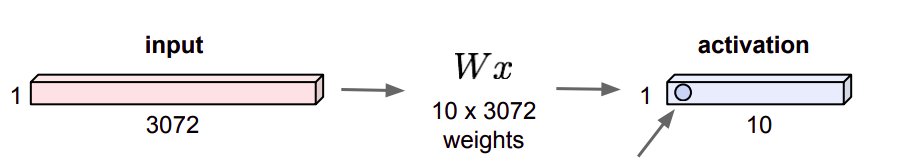 input
1
3072
Wx
10 x 3072
weights
activation
1
10